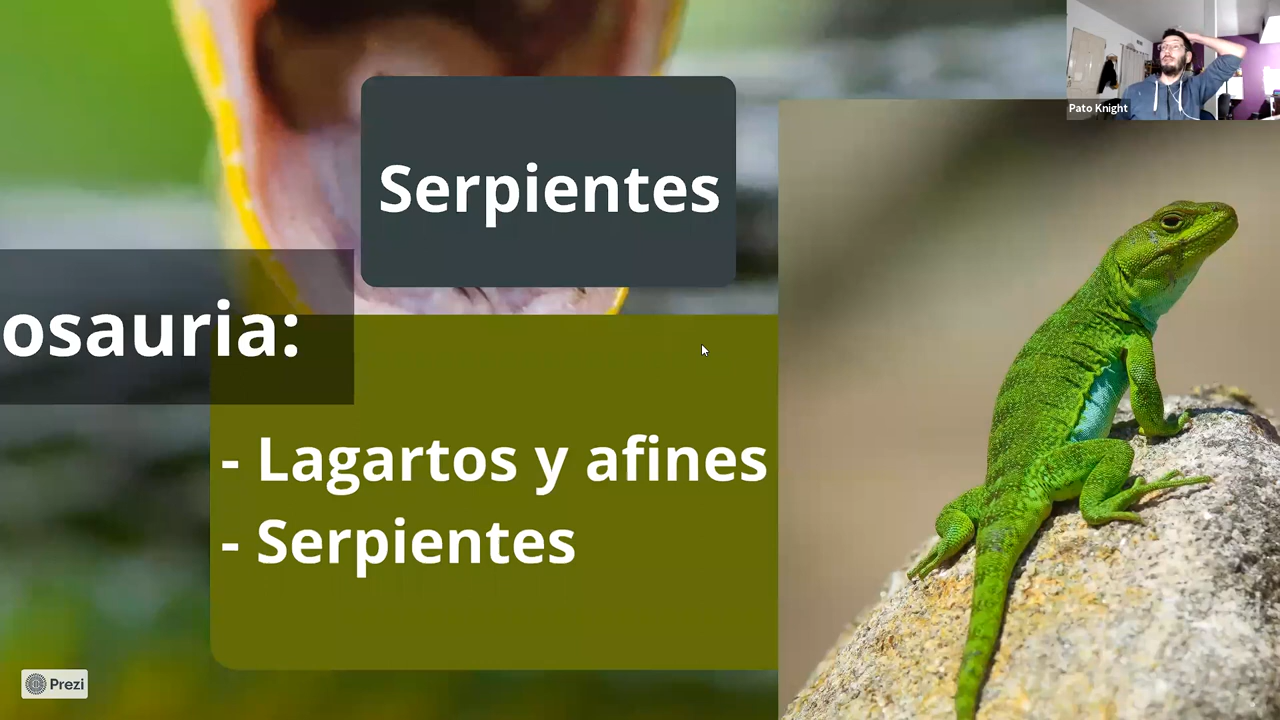 Serpientes
osauria:
- Lagartos y afines
- Serpientes
Pato Knight
Prezi